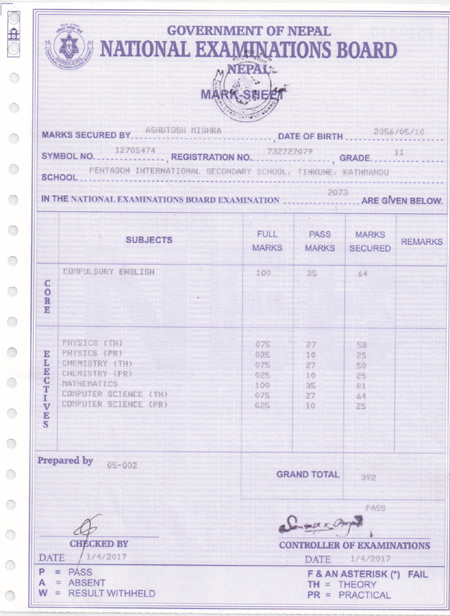 GOVERNMENT OF NEPAL
NATIONAL EXAMINATIONS BOARD
NEPAL
MARK-SHEET
MARKS SECURED BY ASHUTOSH MISHRA , DATE OF BIRTH 2056/05/10
SYMBOL NO. 12705474 , REGISTRATION NO. 732727079 , GRADE 11
SCHOOL PENTAGON INTERNATIONAL SECONDARY SCHOOL, TINKUNE, KATHMANDU
IN THE NATIONAL EXAMINATIONS BOARD EXAMINATION 2073 ARE GIVEN BELOW.
SUBJECTS FULL MARKS PASS MARKS MARKS SECURED REMARKS
CORE
COMPULSORY ENGLISH 100 35 64
ELECTIVES
PHYSICS (TH) 075 27 58
PHYSICS (PR) 025 10 25
CHEMISTRY (TH) 075 27 50
CHEMISTRY (PR) 025 10 25
MATHEMATICS 100 35 81
COMPUTER SCIENCE (TH) 075 27 64
COMPUTER SCIENCE (PR) 025 10 25
Prepared by 05-002
GRAND TOTAL 392
PASS
CHECKED BY CONTROLLER OF EXAMINATIONS
DATE 1/4/2017 DATE 1/4/2017
P = PASS F & AN ASTERISK (*) FAIL
A = ABSENT TH = THEORY
W = RESULT WITHHELD PR = PRACTICAL